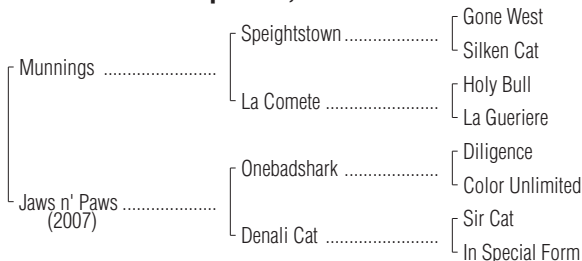 Gone West
Speightstown ....................
Silken Cat
Munnings ........................
Holy Bull
La Comete ........................
La Gueriere
Diligence
Onebadshark ....................
Color Unlimited
Jaws n' Paws ....................
(2007)
Sir Cat
Denali Cat ........................
In Special Form